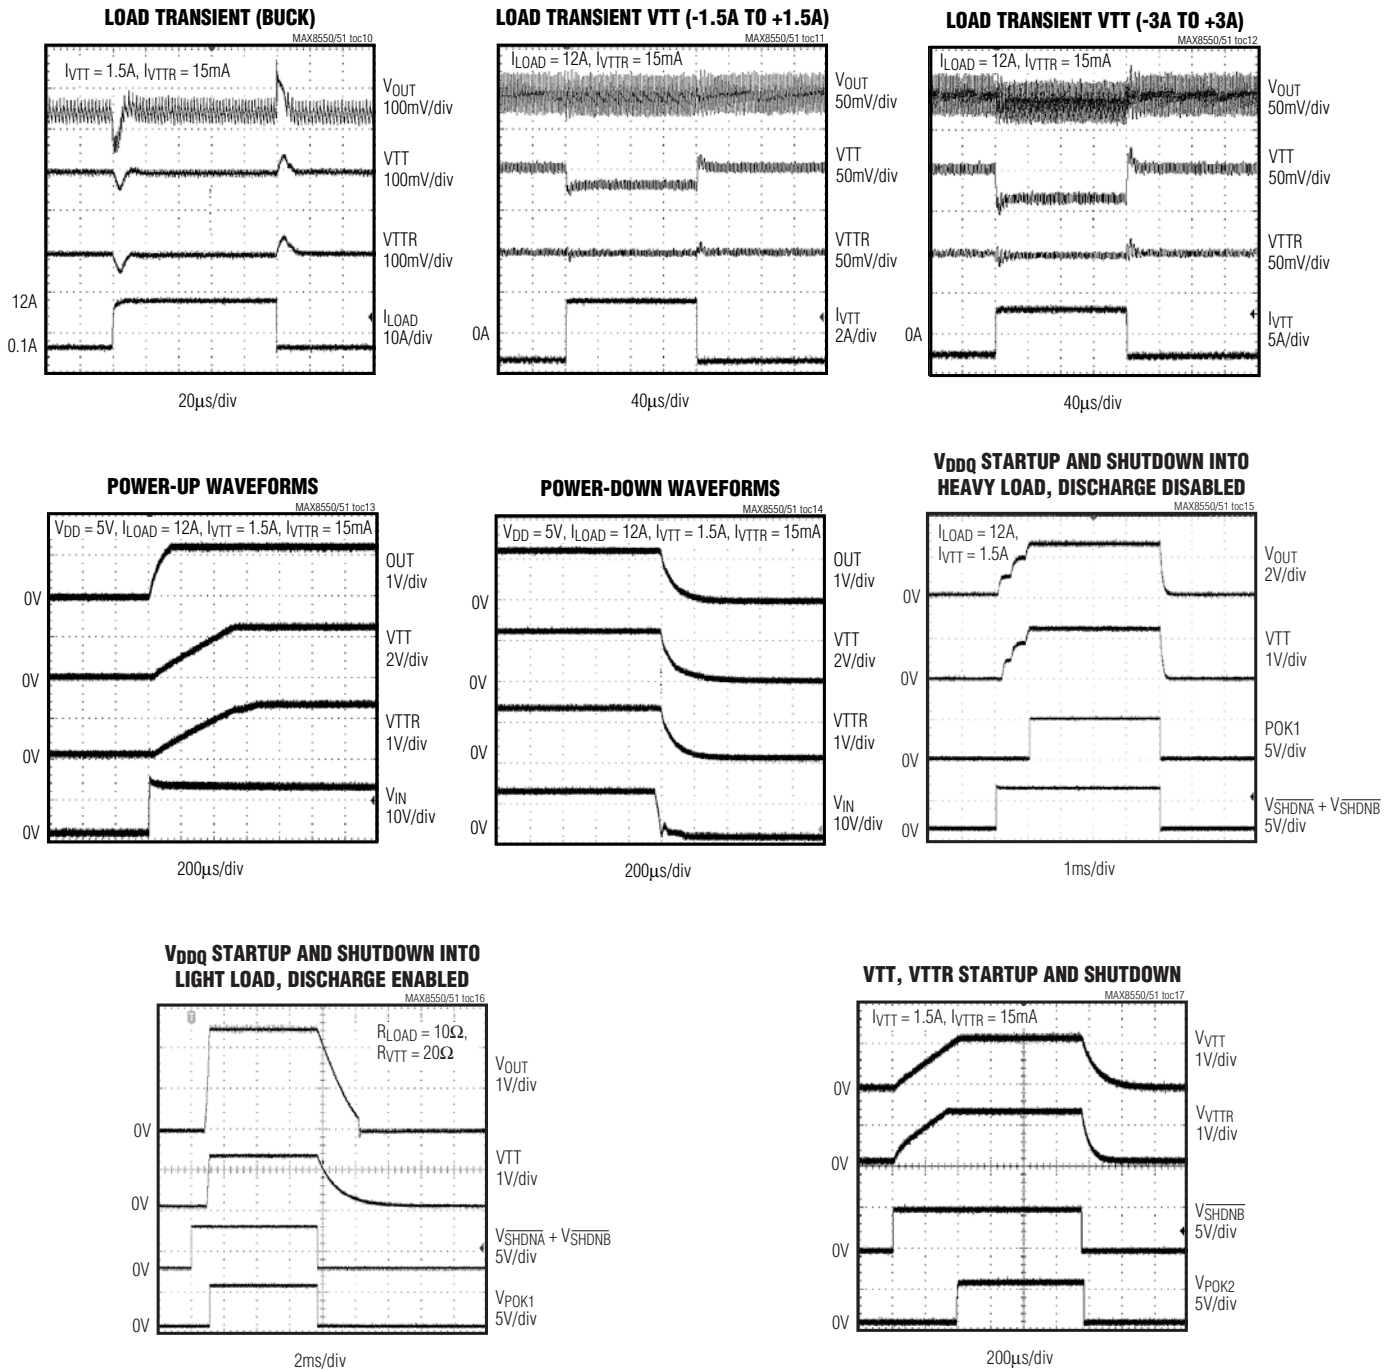 LOAD TRANSIENT (BUCK)
MAX8550/51 toc10
IVTT = 1.5A, IVTTR = 15mA
VOUT
100mV/div
VTT
100mV/div
VTTR
100mV/div
12A
ILOAD
10A/div
0.1A
20µs/div
LOAD TRANSIENT VTT (-1.5A TO +1.5A)
MAX8550/51 toc11
ILOAD = 12A, IVTTR = 15mA
VOUT
50mV/div
VTT
50mV/div
VTTR
50mV/div
0A
IVTT
2A/div
40µs/div
LOAD TRANSIENT VTT (-3A TO +3A)
MAX8550/51 toc12
ILOAD = 12A, IVTTR = 15mA
VOUT
50mV/div
VTT
50mV/div
VTTR
50mV/div
0A
IVTT
5A/div
40µs/div
POWER-UP WAVEFORMS
MAX8550/51 toc13
VDD = 5V, ILOAD = 12A, IVTT = 1.5A, IVTTR = 15mA
OUT
1V/div
0V
VTT
2V/div
0V
VTTR
1V/div
0V
VIN
10V/div
0V
200µs/div
POWER-DOWN WAVEFORMS
MAX8550/51 toc14
VDD = 5V, ILOAD = 12A, IVTT = 1.5A, IVTTR = 15mA
OUT
1V/div
0V
VTT
2V/div
0V
VTTR
1V/div
0V
VIN
10V/div
0V
200µs/div
VDDQ STARTUP AND SHUTDOWN INTO
HEAVY LOAD, DISCHARGE DISABLED
MAX8550/51 toc15
ILOAD = 12A,
IVTT = 1.5A
VOUT
2V/div
0V
VTT
1V/div
0V
POK1
5V/div
0V
VSHDNA + VSHDNB
5V/div
0V
1ms/div
VDDQ STARTUP AND SHUTDOWN INTO
LIGHT LOAD, DISCHARGE ENABLED
MAX8550/51 toc16
RLOAD = 10Ω,
RVTT = 20Ω
VOUT
1V/div
0V
VTT
1V/div
0V
VSHDNA + VSHDNB
5V/div
0V
VPOK1
5V/div
0V
2ms/div
VTT, VTTR STARTUP AND SHUTDOWN
MAX8550/51 toc17
IVTT = 1.5A, IVTTR = 15mA
VVTT
1V/div
0V
VVTTR
1V/div
0V
VSHDNB
5V/div
0V
VPOK2
5V/div
0V
200µs/div